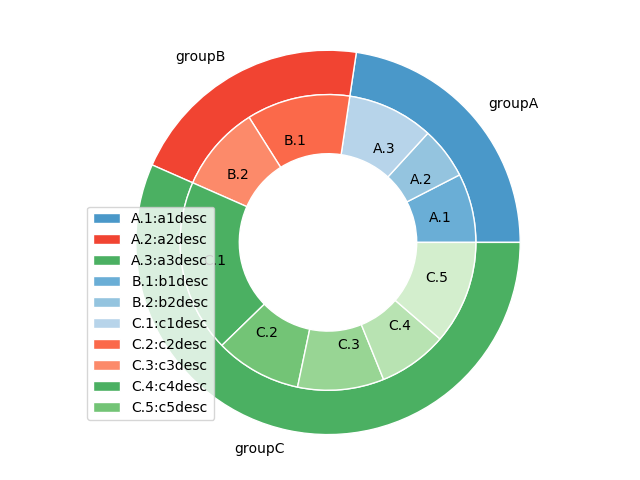 groupB
groupA
B.1
A.3
B.2
A.2
A.1
A.1:a1desc
A.2:a2desc
A.3:a3desc
B.1:b1desc
B.2:b2desc
C.1:c1desc
C.2:c2desc
C.3:c3desc
C.4:c4desc
C.5:c5desc
C.1
C.5
C.4
C.2
C.3
groupC